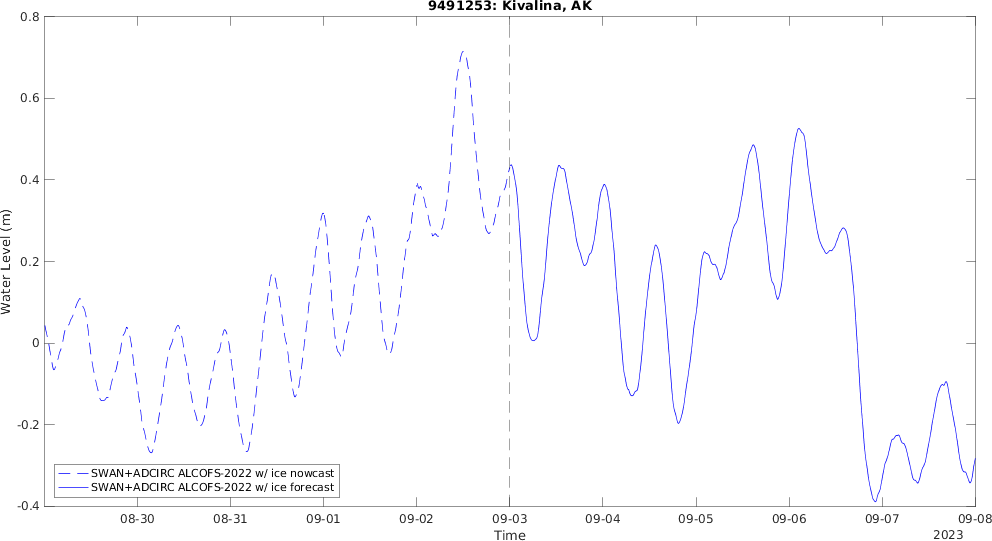 9491253: Kivalina, AK
0.8
0.6
0.4
0.2
0
-0.2
-0.4
Water Level (m)
SWAN+ADCIRC ALCOFS-2022 w/ ice nowcast
SWAN+ADCIRC ALCOFS-2022 w/ ice forecast
08-30 08-31 09-01 09-02 09-03 09-04 09-05 09-06 09-07 09-08
Time
2023